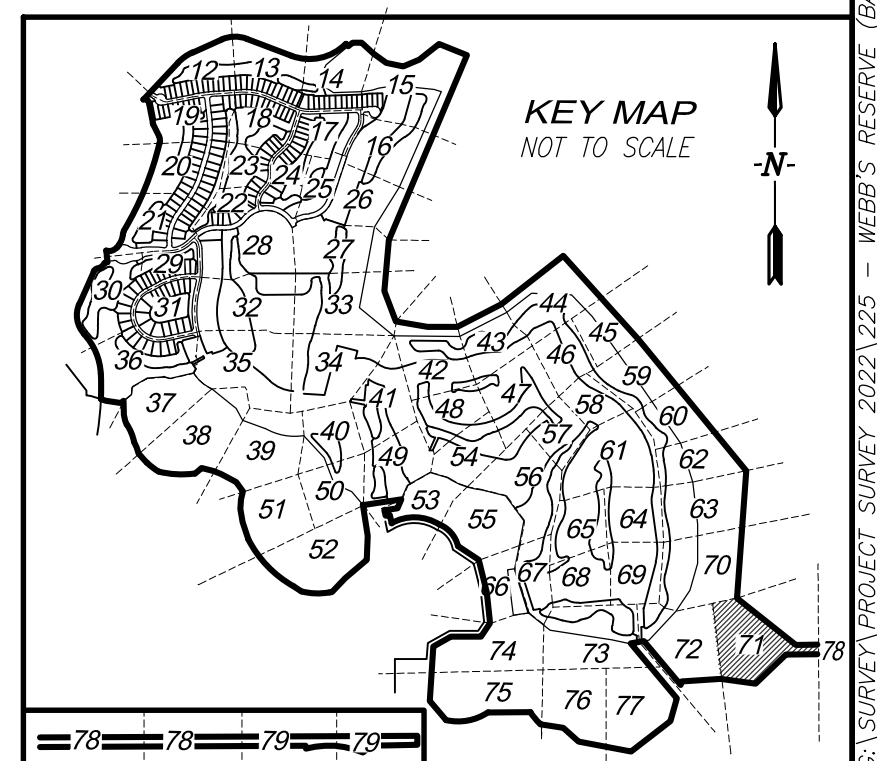 KEY MAP
NOT TO SCALE
-N-
12 13 14 15
19 18 17 16
20 23 24 25 26
21 22
28 27
29
30 31 32 33
36 35 34
37 38 39 40 41
42 43 44 45
46 47 48
59
58 60
57
54 56 61 62
49
50
51 53 55 65 64 63
52
66 67 68 69 70
74 73 72 71 78
75 76 77
78 78 79 79
G:\SURVEY\PROJECT SURVEY 2022\225 - WEBB'S RESERVE